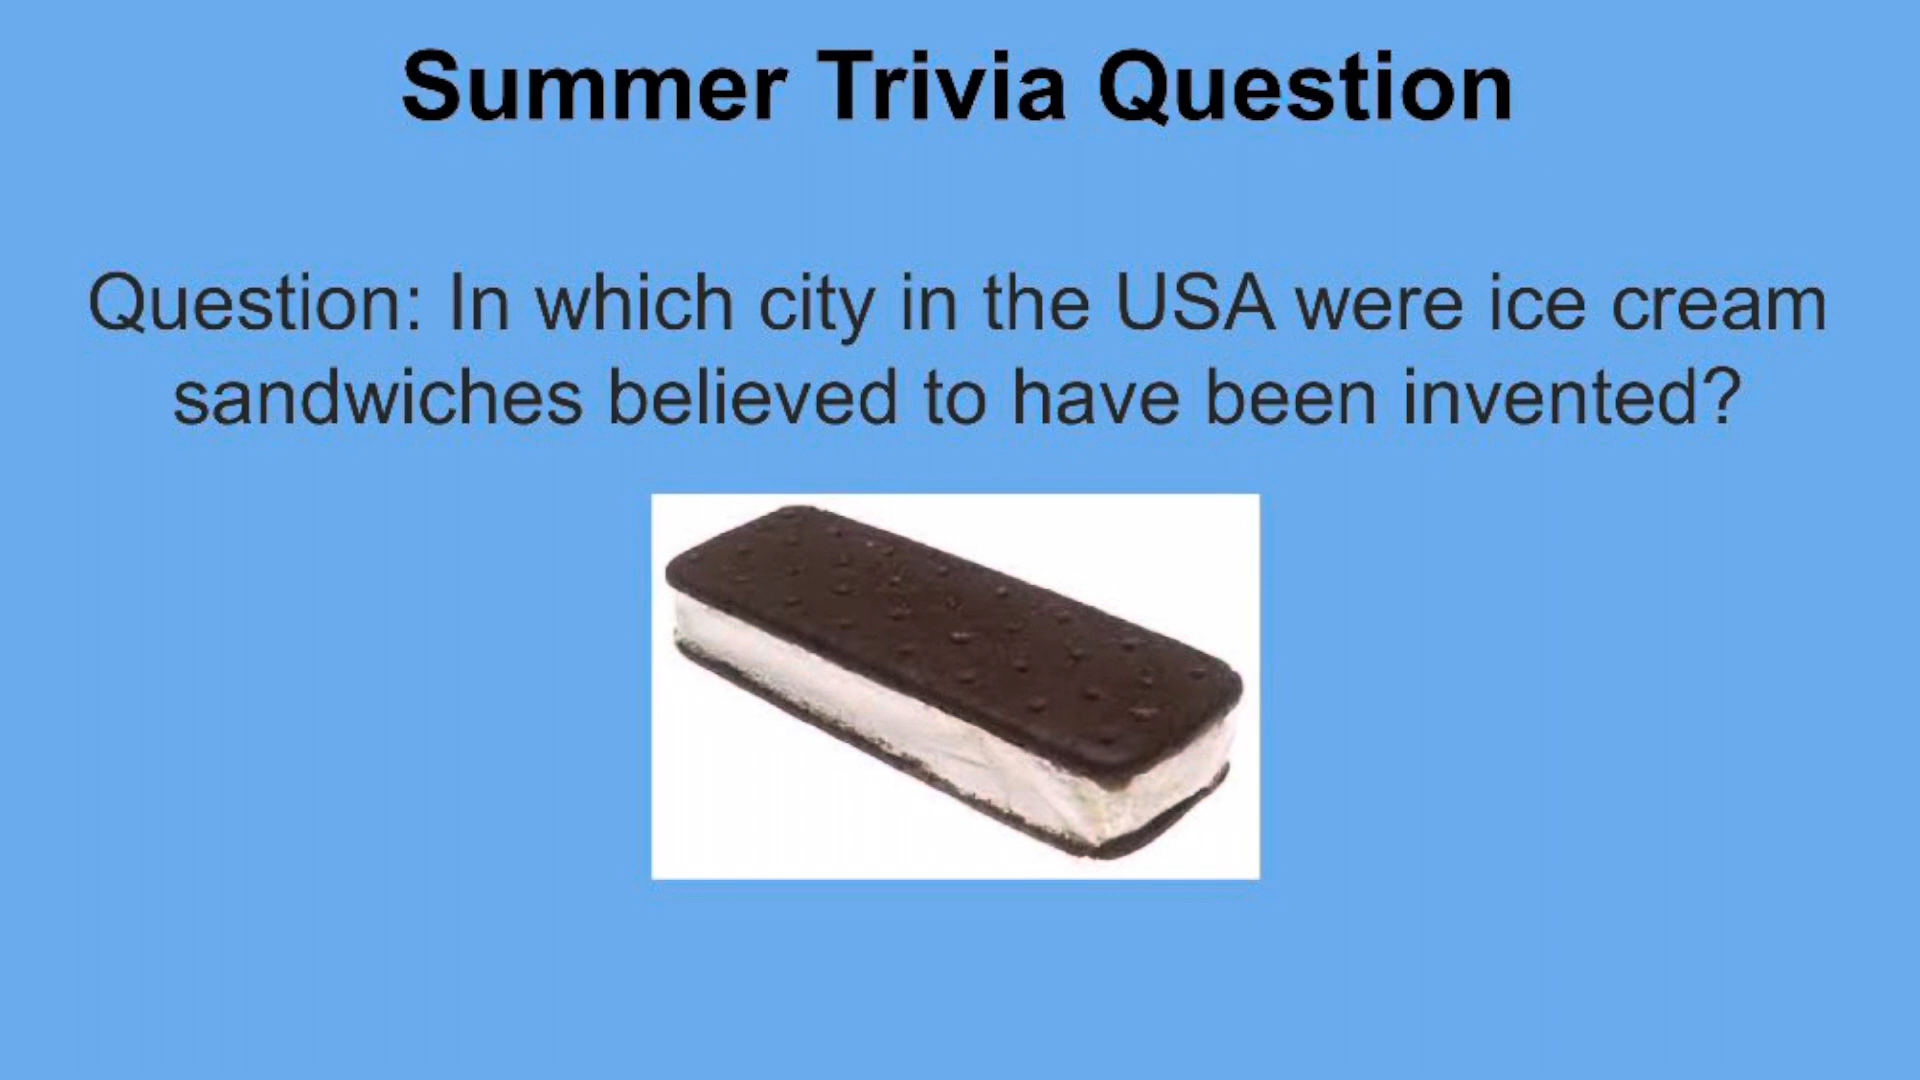 Summer Trivia Question
Question: In which city in the USA were ice cream
sandwiches believed to have been invented?